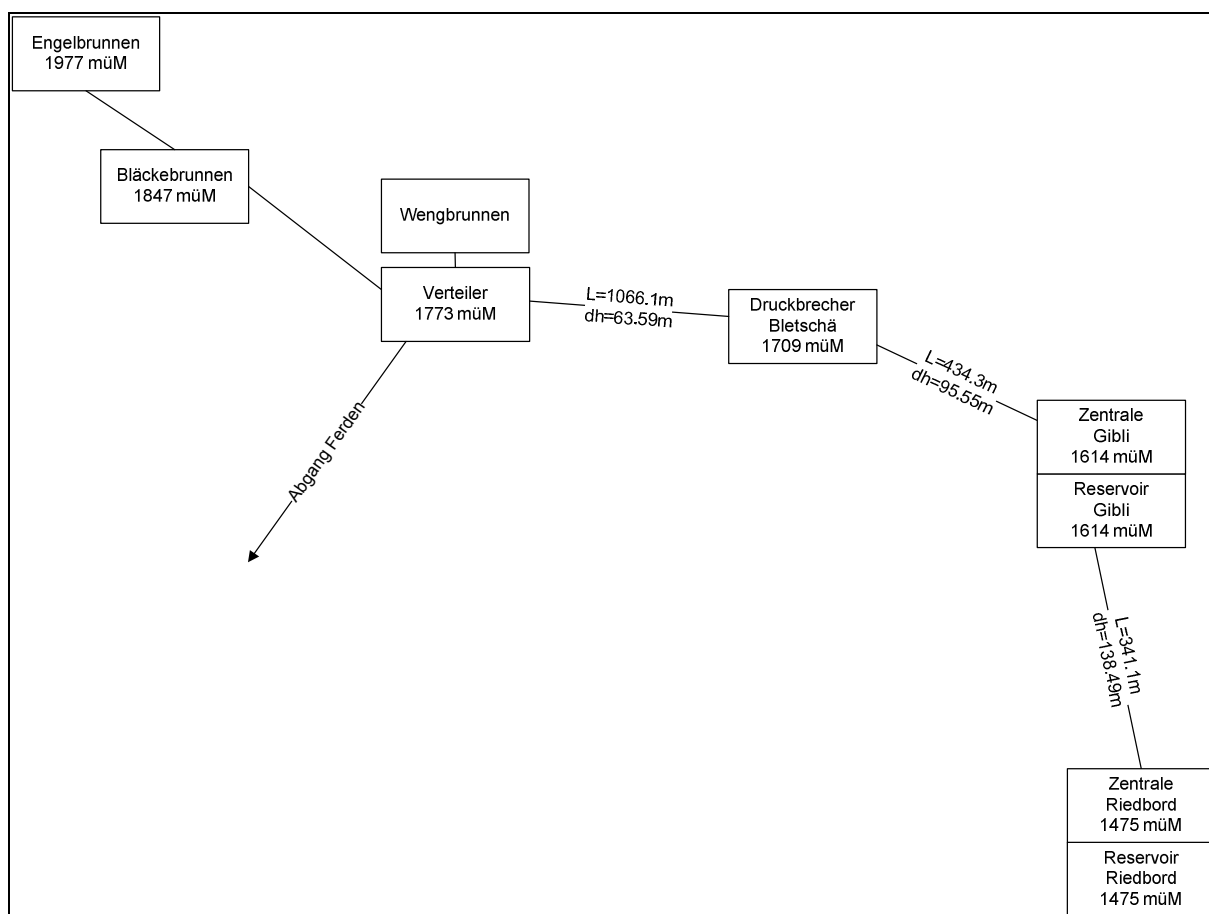 Engelbrunnen
1977 müM
Bläckebrunnen
1847 müM
Wengbrunnen
Verteiler
1773 müM
L=1066.1m
dh=63.59m
Druckbrecher
Bletschä
1709 müM
L=434.3m
dh=95.55m
Zentrale
Gibli
1614 müM
Reservoir
Gibli
1614 müM
Abgang Ferden
L=341.1m
dh=138.49m
Zentrale
Riedbord
1475 müM
Reservoir
Riedbord
1475 müM